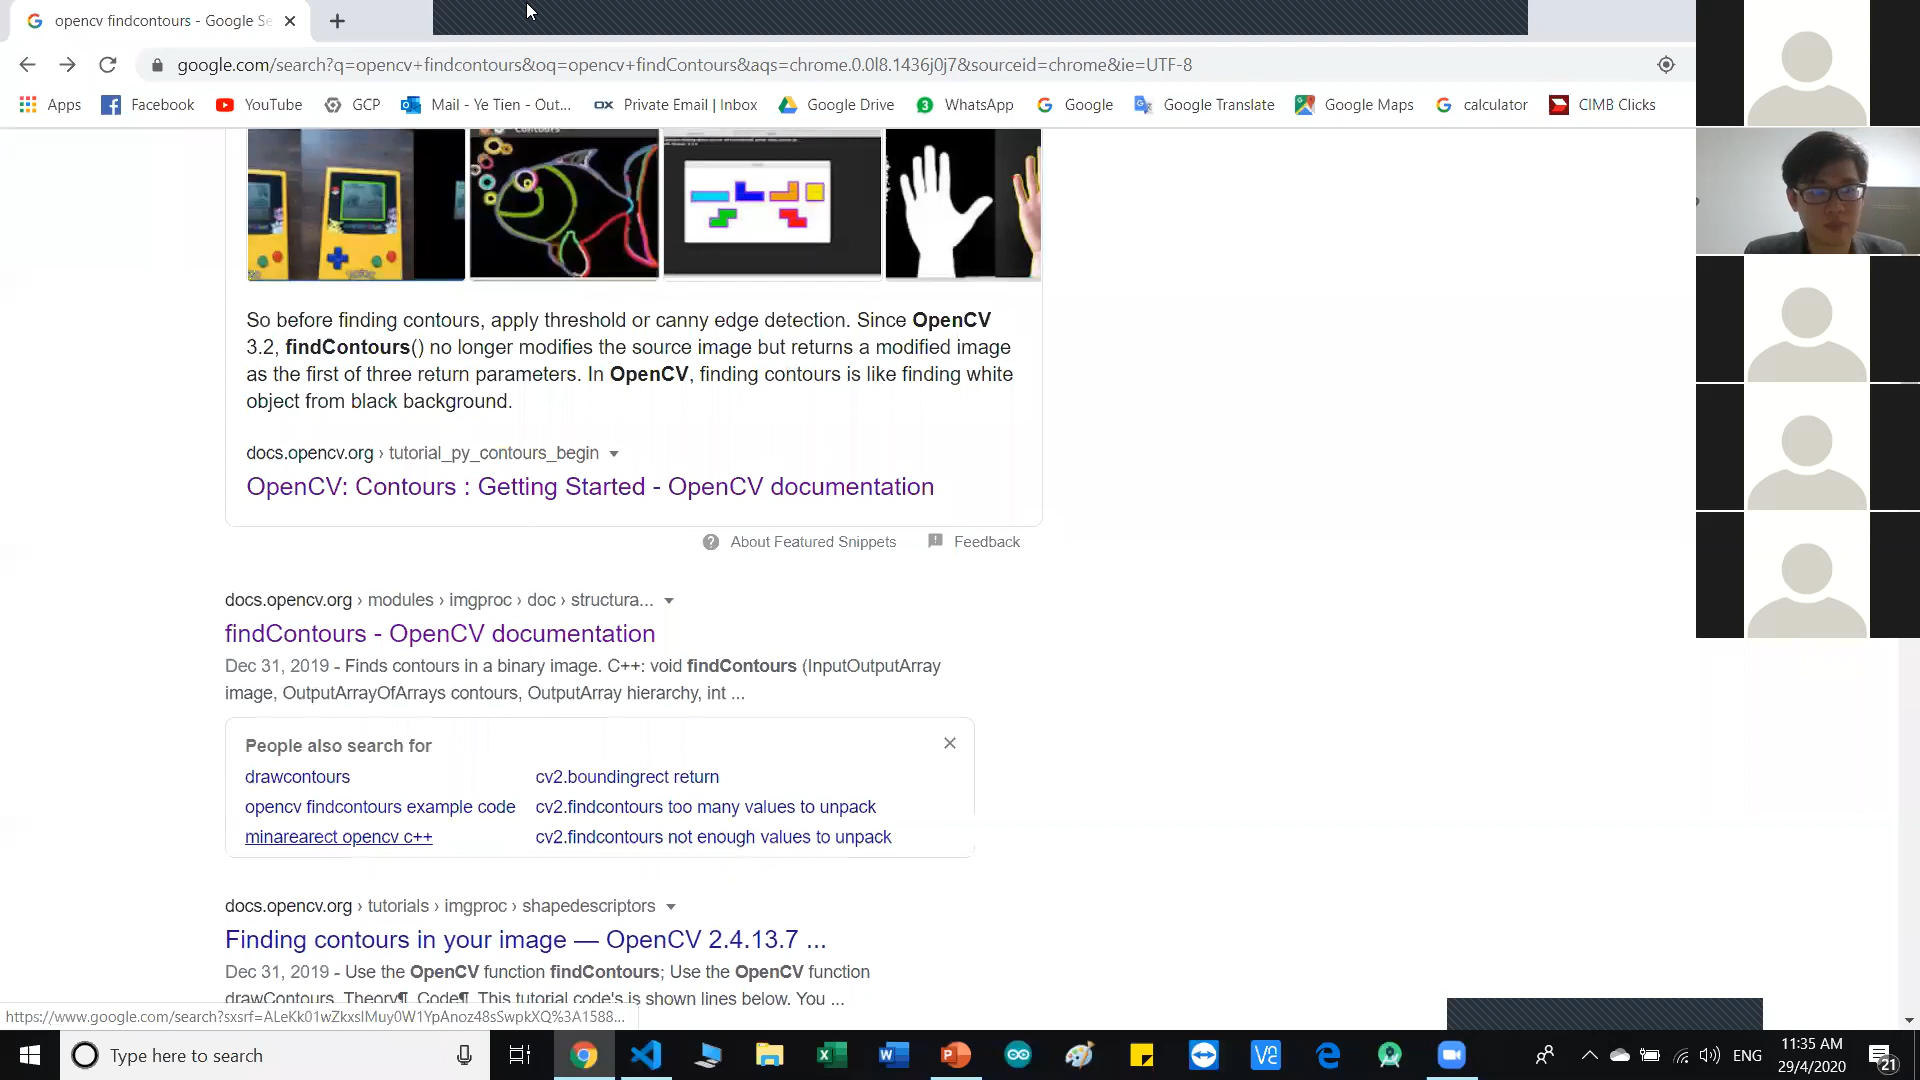 opencv findcontours - Google Se
google.com/search?q=opencv+findcontours&oq=opencv+findContours&aqs=chrome.0.0l8.1436j0j7&sourceid=chrome&ie=UTF-8
Apps Facebook YouTube GCP Mail - Ye Tien - Out... Private Email | Inbox Google Drive WhatsApp Google Google Translate Google Maps calculator CIMB Clicks
Contours
So before finding contours, apply threshold or canny edge detection. Since OpenCV
3.2, findContours() no longer modifies the source image but returns a modified image
as the first of three return parameters. In OpenCV, finding contours is like finding white
object from black background.
docs.opencv.org › tutorial_py_contours_begin
OpenCV: Contours : Getting Started - OpenCV documentation
About Featured Snippets Feedback
docs.opencv.org › modules › imgproc › doc › structura...
findContours - OpenCV documentation
Dec 31, 2019 - Finds contours in a binary image. C++: void findContours (InputOutputArray
image, OutputArrayOfArrays contours, OutputArray hierarchy, int ...
People also search for
drawcontours cv2.boundingrect return
opencv findcontours example code cv2.findcontours too many values to unpack
minarearect opencv c++ cv2.findcontours not enough values to unpack
docs.opencv.org › tutorials › imgproc › shapedescriptors
Finding contours in your image — OpenCV 2.4.13.7 ...
Dec 31, 2019 - Use the OpenCV function findContours; Use the OpenCV function
drawContours. Theory¶. Code¶. This tutorial code's is shown lines below. You ...
https://www.google.com/search?sxsrf=ALeKk01wZkxsIMuy0W1YpAnoz48sSwpkXQ%3A1588...
Type here to search
ENG
11:35 AM
29/4/2020
21